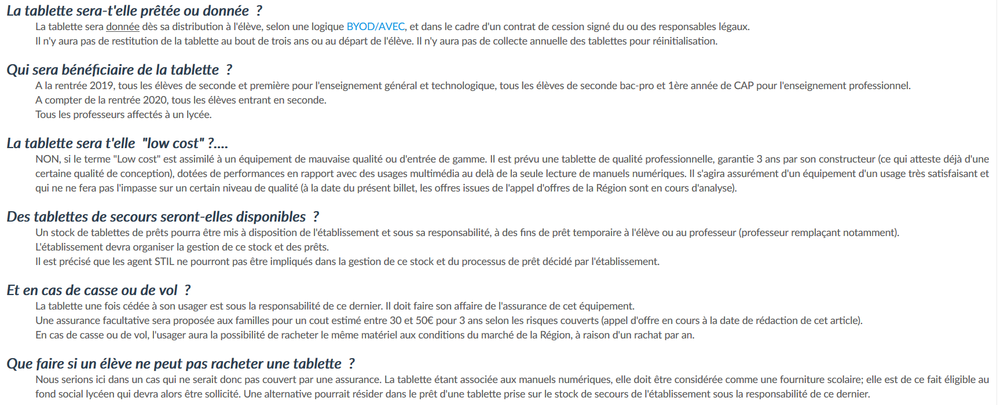 La tablette sera-t'elle prêtée ou donnée ?
La tablette sera donnée dès sa distribution à l'élève, selon une logique BYOD/AVEC, et dans le cadre d'un contrat de cession signé du ou des responsables légaux.
Il n'y aura pas de restitution de la tablette au bout de trois ans ou au départ de l'élève. Il n'y aura pas de collecte annuelle des tablettes pour réinitialisation.
Qui sera bénéficiaire de la tablette ?
A la rentrée 2019, tous les élèves de seconde et première pour l'enseignement général et technologique, tous les élèves de seconde bac-pro et 1ère année de CAP pour l'enseignement professionnel.
A compter de la rentrée 2020, tous les élèves entrant en seconde.
Tous les professeurs affectés à un lycée.
La tablette sera t'elle "low cost" ?....
NON, si le terme "Low cost" est assimilé à un équipement de mauvaise qualité ou d'entrée de gamme. Il est prévu une tablette de qualité professionnelle, garantie 3 ans par son constructeur (ce qui atteste déjà d'une
certaine qualité de conception), dotées de performances en rapport avec des usages multimédia au delà de la seule lecture de manuels numériques. Il s'agira assurément d'un équipement d'un usage très satisfaisant et
qui ne ne fera pas l'impasse sur un certain niveau de qualité (à la date du présent billet, les offres issues de l'appel d'offres de la Région sont en cours d'analyse).
Des tablettes de secours seront-elles disponibles ?
Un stock de tablettes de prêts pourra être mis à disposition de l'établissement et sous sa responsabilité, à des fins de prêt temporaire à l'élève ou au professeur (professeur remplaçant notamment).
L'établissement devra organiser la gestion de ce stock et des prêts.
Il est précisé que les agent STIL ne pourront pas être impliqués dans la gestion de ce stock et du processus de prêt décidé par l'établissement.
Et en cas de casse ou de vol ?
La tablette une fois cédée à son usager est sous la responsabilité de ce dernier. Il doit faire son affaire de l'assurance de cet équipement.
Une assurance facultative sera proposée aux familles pour un cout estimé entre 30 et 50€ pour 3 ans selon les risques couverts (appel d'offre en cours à la date de rédaction de cet article).
En cas de casse ou de vol, l'usager aura la possibilité de racheter le même matériel aux conditions du marché de la Région, à raison d'un rachat par an.
Que faire si un élève ne peut pas racheter une tablette ?
Nous serions ici dans un cas qui ne serait donc pas couvert par une assurance. La tablette étant associée aux manuels numériques, elle doit être considérée comme une fourniture scolaire; elle est de ce fait éligible au
fond social lycéen qui devra alors être sollicité. Une alternative pourrait résider dans le prêt d'une tablette prise sur le stock de secours de l'établissement sous la responsabilité de ce dernier.